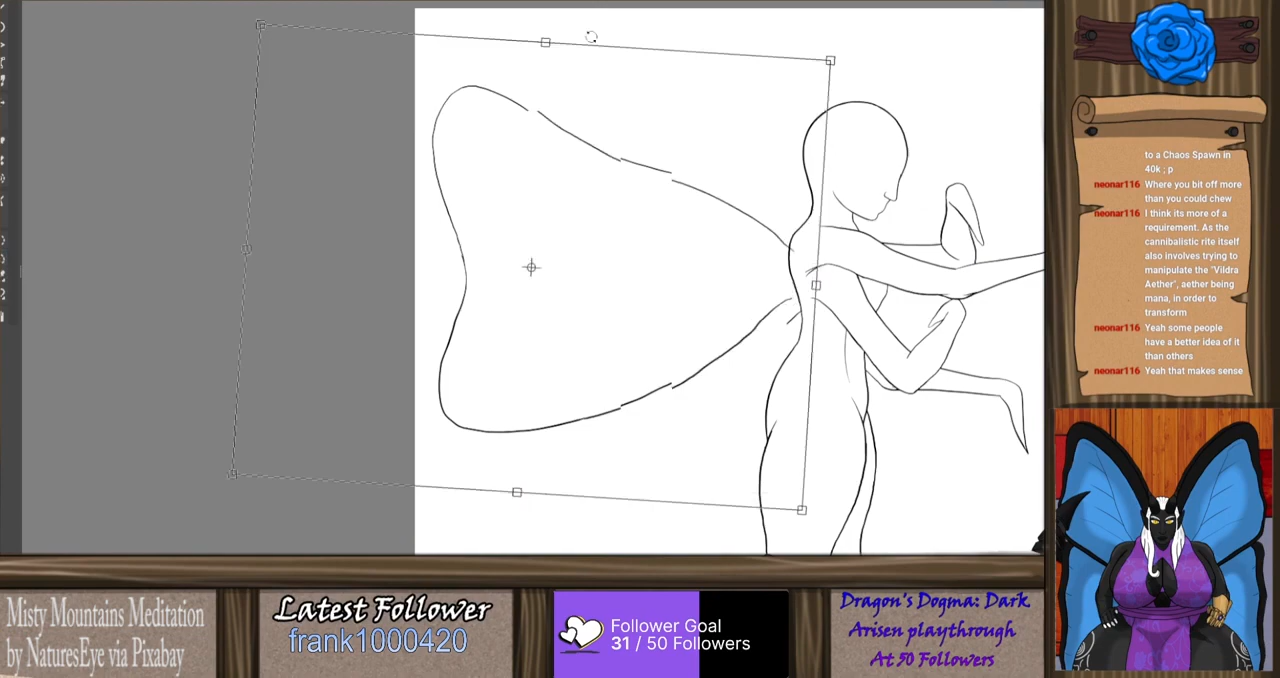 to a Chaos Spawn in
40k ; p
neonar116 Where you bit off more
than you could chew
neonar116 I think its more of a
requirement. As the
cannibalistic rite itself
also involves trying to
manipulate the "Vildra
Aether", aether being
mana, in order to
transform
neonar116 Yeah some people
have a better idea of it
than others
neonar116 Yeah that makes sense
Misty Mountains Meditation
by NaturesEye via Pixabay
Latest Follower
frank1000420
Follower Goal
31 / 50 Followers
Dragon's Dogma: Dark
Arisen playthrough
At 50 Followers